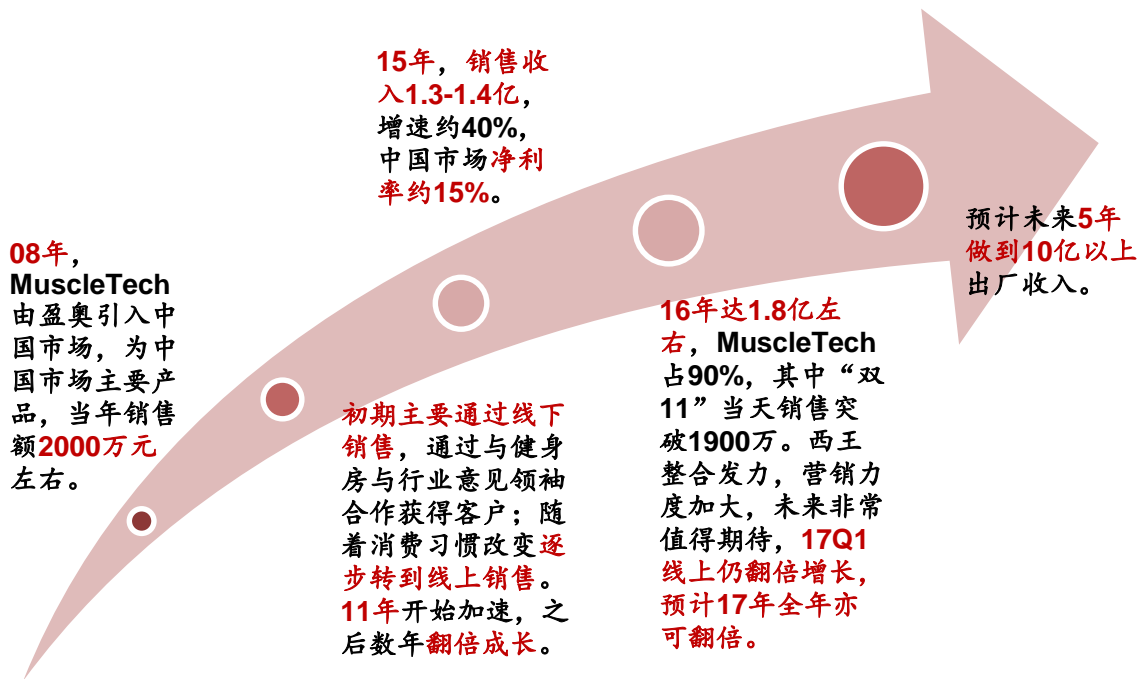 08年，
MuscleTech
由盈奥引入中
国市场，为中
国市场主要产
品，当年销售
额2000万元
左右。
初期主要通过线下
销售，通过与健身
房与行业意见领袖
合作获得客户；随
着消费习惯改变逐
步转到线上销售。
11年开始加速，之
后数年翻倍成长。
15年，销售收
入1.3-1.4亿，
增速约40%，
中国市场净利
率约15%。
16年达1.8亿左
右，MuscleTech
占90%，其中“双
11”当天销售突
破1900万。西王
整合发力，营销力
度加大，未来非常
值得期待，17Q1
线上仍翻倍增长，
预计17年全年亦
可翻倍。
预计未来5年
做到10亿以上
出厂收入。